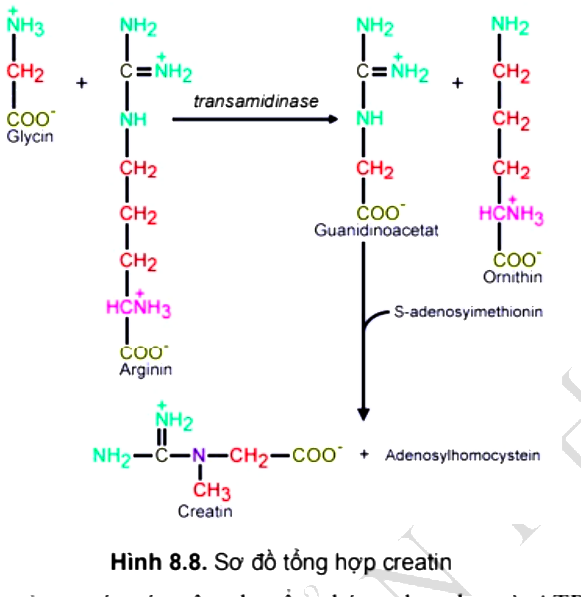 NH3+ NH2 NH2 NH2
CH2 + C=NH2+ transamidinase C=NH2+ + CH2
COO- NH NH CH2
Glycin CH2 CH2 CH2
CH2 COO- HCNH3+
CH2 Guanidinoacetat COO-
HCNH3+ Ornithin
COO- S-adenosyimethionin
Arginin
NH2+
NH2—C—N—CH2—COO- + Adenosylhomocystein
CH3
Creatin
Hình 8.8. Sơ đồ tổng hợp creatin